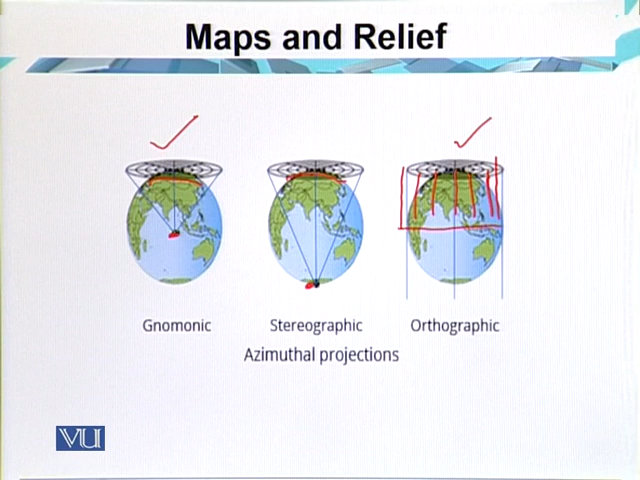 Maps and Relief
Gnomonic
Stereographic
Orthographic
Azimuthal projections
VU